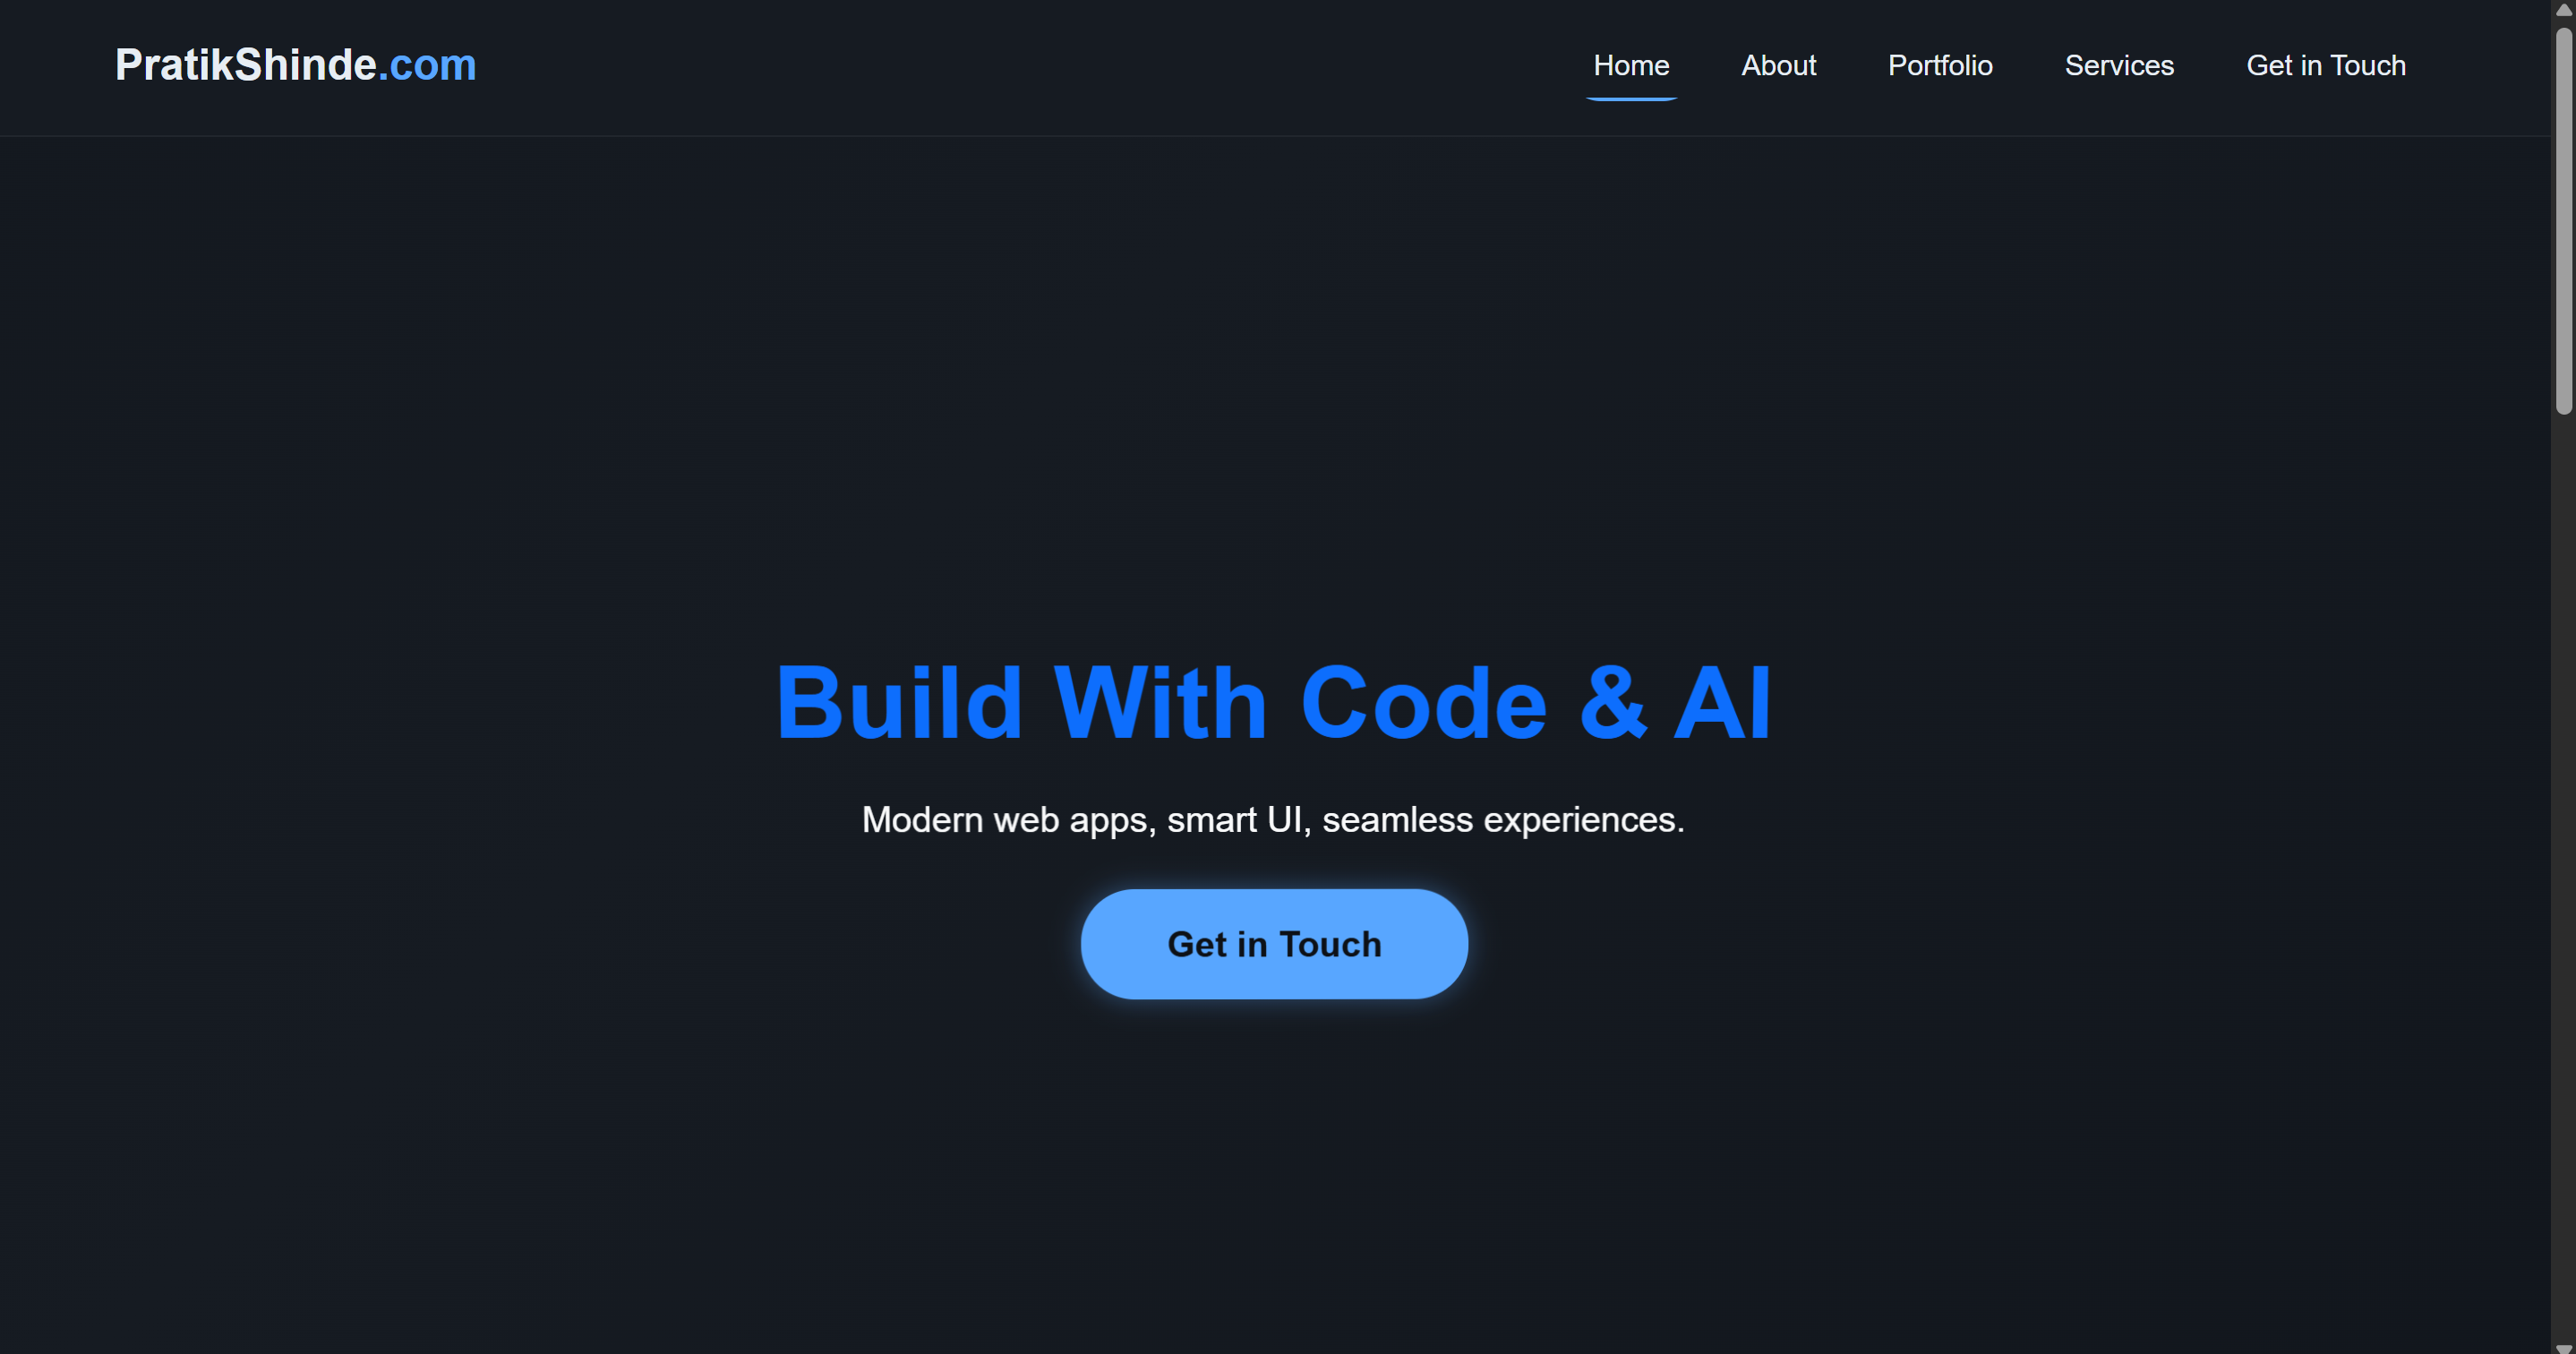 PratikShinde.com
Home About Portfolio Services Get in Touch
Build With Code & AI
Modern web apps, smart UI, seamless experiences.
Get in Touch